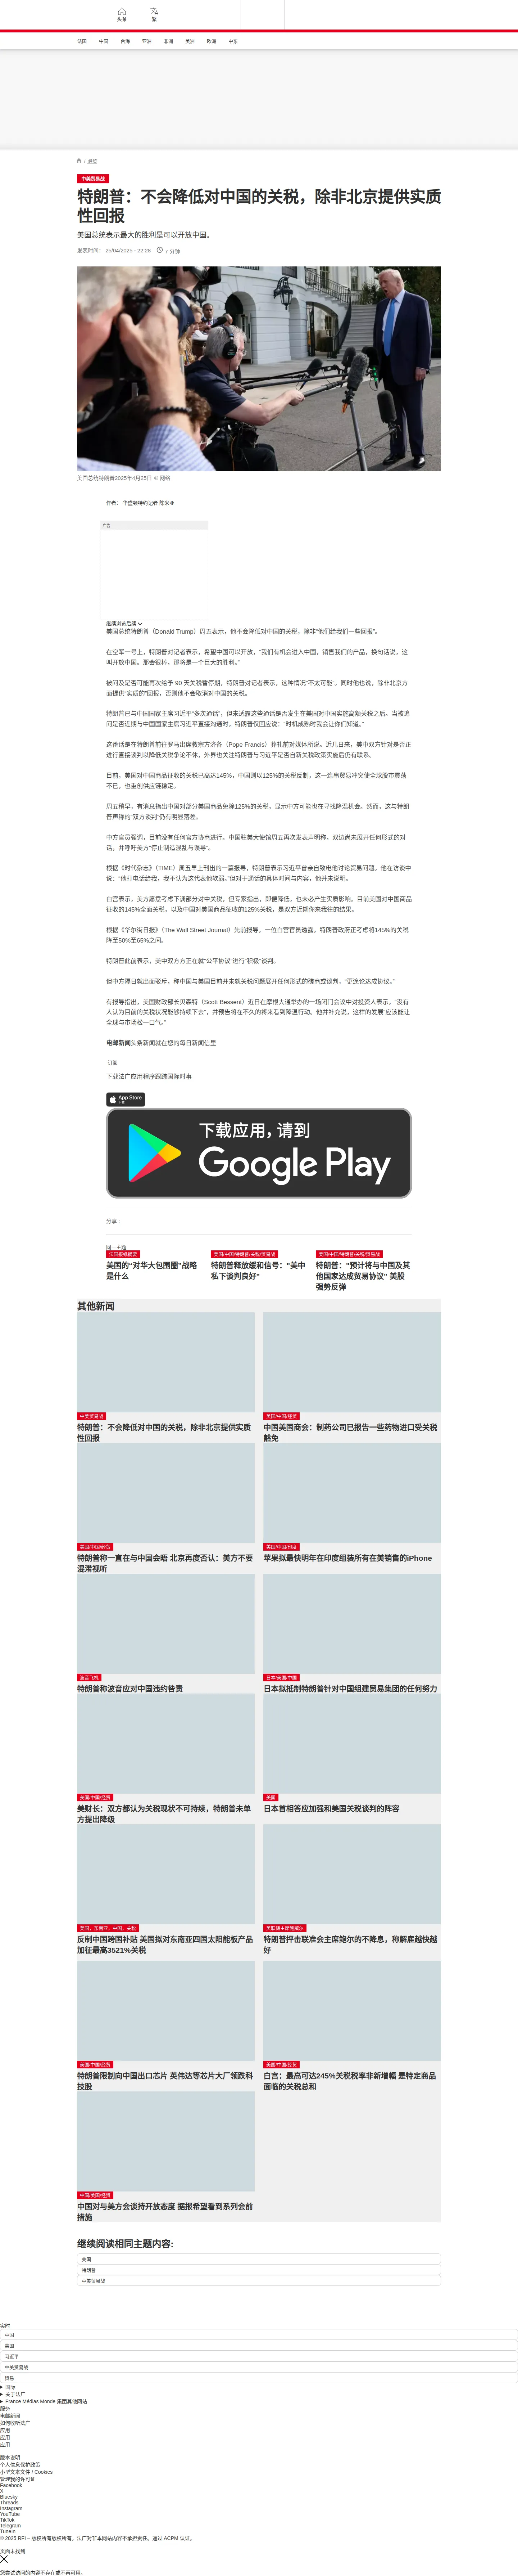 头条
繁
法国
中国
台海
亚洲
非洲
美洲
欧洲
中东
/ 经贸
中美贸易战
特朗普：不会降低对中国的关税，除非北京提供实质
性回报
美国总统表示最大的胜利是可以开放中国。
发表时间： 25/04/2025 - 22:28
7 分钟
美国总统特朗普2025年4月25日 © 网络
作者： 华盛顿特约记者 陈米亚
广告
继续浏览后续
美国总统特朗普（Donald Trump）周五表示，他不会降低对中国的关税，除非“他们给我们一些回报”。
在空军一号上，特朗普对记者表示，希望中国可以开放，“我们有机会进入中国，销售我们的产品，换句话说，这
叫开放中国。那会很棒，那将是一个巨大的胜利。”
被问及是否可能再次给予 90 天关税暂停期，特朗普对记者表示，这种情况“不太可能”。同时他也说，除非北京方
面提供“实质的”回报，否则他不会取消对中国的关税。
特朗普已与中国国家主席习近平“多次通话”，但未透露这些通话是否发生在美国对中国实施高额关税之后。当被追
问是否近期与中国国家主席习近平直接沟通时，特朗普仅回应说：“时机成熟时我会让你们知道。”
这番话是在特朗普前往罗马出席教宗方济各（Pope Francis）葬礼前对媒体所说。近几日来，美中双方针对是否正
进行直接谈判以降低关税争论不休，外界也关注特朗普与习近平是否自新关税政策实施后仍有联系。
目前，美国对中国商品征收的关税已高达145%，中国则以125%的关税反制，这一连串贸易冲突使全球股市震荡
不已，也重创供应链稳定。
周五稍早，有消息指出中国对部分美国商品免除125%的关税，显示中方可能也在寻找降温机会。然而，这与特朗
普声称的“双方谈判”仍有明显落差。
中方官员强调，目前没有任何官方协商进行。中国驻美大使馆周五再次发表声明称，双边尚未展开任何形式的对
话，并呼吁美方“停止制造混乱与误导”。
根据《时代杂志》（TIME）周五早上刊出的一篇报导，特朗普表示习近平曾亲自致电他讨论贸易问题。他在访谈中
说：“他打电话给我，我不认为这代表他软弱。”但对于通话的具体时间与内容，他并未说明。
白宫表示，美方愿意考虑下调部分对中关税，但专家指出，即便降低，也未必产生实质影响。目前美国对中国商品
征收的145%全面关税，以及中国对美国商品征收的125%关税，是双方近期你来我往的结果。
根据《华尔街日报》（The Wall Street Journal）先前报导，一位白宫官员透露，特朗普政府正考虑将145%的关税
降至50%至65%之间。
特朗普此前表示，美中双方方正在就“公平协议”进行“积极”谈判。
但中方隔日就出面驳斥，称中国与美国目前并未就关税问题展开任何形式的磋商或谈判，“更遑论达成协议。”
有报导指出，美国财政部长贝森特（Scott Bessent）近日在摩根大通举办的一场闭门会议中对投资人表示，“没有
人认为目前的关税状况能够持续下去”，并预告将在不久的将来看到降温行动。他并补充说，这样的发展“应该能让
全球与市场松一口气。”
电邮新闻头条新闻就在您的每日新闻信里
订阅
下载法广应用程序跟踪国际时事
App Store
下载
下载应用，请到
Google Play
分享 :
同一主题
法国报纸摘要
美国的“对华大包围圈”战略
是什么
美国/中国/特朗普/关税/贸易战
特朗普释放缓和信号：“美中
私下谈判良好”
美国/中国/特朗普/关税/贸易战
特朗普：“预计将与中国及其
他国家达成贸易协议” 美股
强势反弹
其他新闻
中美贸易战
特朗普：不会降低对中国的关税，除非北京提供实质
性回报
美国/中国/经贸
中国美国商会：制药公司已报告一些药物进口受关税
豁免
美国/中国/经贸
特朗普称一直在与中国会晤 北京再度否认：美方不要
混淆视听
美国/中国/印度
苹果拟最快明年在印度组装所有在美销售的iPhone
波音飞机
特朗普称波音应对中国违约咎责
日本/美国/中国
日本拟抵制特朗普针对中国组建贸易集团的任何努力
美国/中国/经贸
美财长：双方都认为关税现状不可持续，特朗普未单
方提出降级
美国
日本首相答应加强和美国关税谈判的阵容
美国，东南亚，中国，关税
反制中国跨国补贴 美国拟对东南亚四国太阳能板产品
加征最高3521%关税
美联储主席鲍威尔
特朗普抨击联准会主席鲍尔的不降息，称解雇越快越
好
美国/中国/经贸
特朗普限制向中国出口芯片 英伟达等芯片大厂领跌科
技股
美国/中国/经贸
白宫：最高可达245%关税税率非新增幅 是特定商品
面临的关税总和
中国/美国/经贸
中国对与美方会谈持开放态度 据报希望看到系列会前
措施
继续阅读相同主题内容:
美国
特朗普
中美贸易战
实时
中国
美国
习近平
中美贸易战
贸易
国际
关于法广
France Médias Monde 集团其他网站
服务
电邮新闻
如何收听法广
应用
应用
应用
版本说明
个人信息保护政策
小型文本文件 / Cookies
管理我的许可证
Facebook
X
Bluesky
Threads
Instagram
YouTube
TikTok
Telegram
TuneIn
© 2025 RFI – 版权所有版权所有。法广对非本网站内容不承担责任。通过 ACPM 认证。
页面未找到
您尝试访问的内容不存在或不再可用。